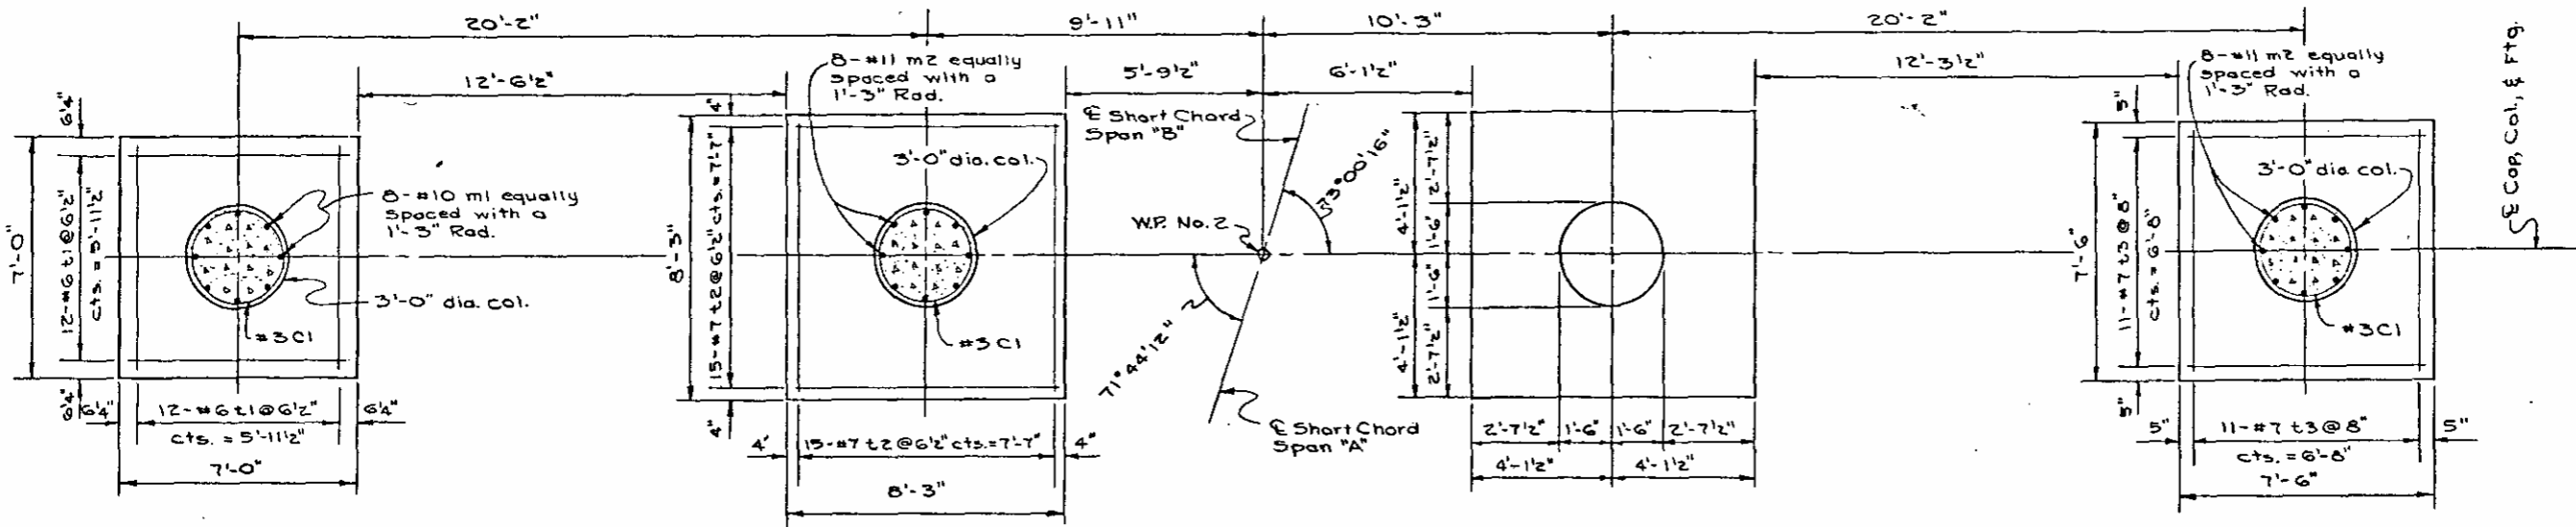 20'-2"
9'-11"
10'-3"
20'-2"
12'-6½"
8-#11 m2 equally
spaced with a
1'-3" Rad.
5'-9½"
6'-1½"
12'-3½"
8-#11 m2 equally
spaced with a
1'-3" Rad.
℄ Cap, Col., & Ftg.
6¼"
7'-0"
12-#6 t1@6½"
cts. = 5'-11½"
6¼"
8-#10 m1 equally
spaced with a
1'-3" Rad.
3'-0" dia. col.
#3 C1
6¼"
12-#6 t1@6½"
cts. = 5'-11½"
6¼"
7'-0"
4"
8'-3"
15-#7 t2@6½" cts.=7'-7"
4"
3'-0" dia. col.
#3 C1
4"
15-#7 t2@6½" cts.=7'-7"
4"
8'-3"
℄ Short Chord
Span "B"
73°00'16"
W.P. No. 2
71°44'12"
℄ Short Chord
Span "A"
4'-1½"
4'-1½"
2'-7½"
1'-6"
1'-6"
2'-7½"
2'-7½"
1'-6"
1'-6"
2'-7½"
4'-1½"
4'-1½"
5"
7'-6"
11-#7 t3@8"
cts. = 6'-8"
5"
3'-0" dia. col.
#3 C1
5"
11-#7 t3@8"
cts. = 6'-8"
5"
7'-6"